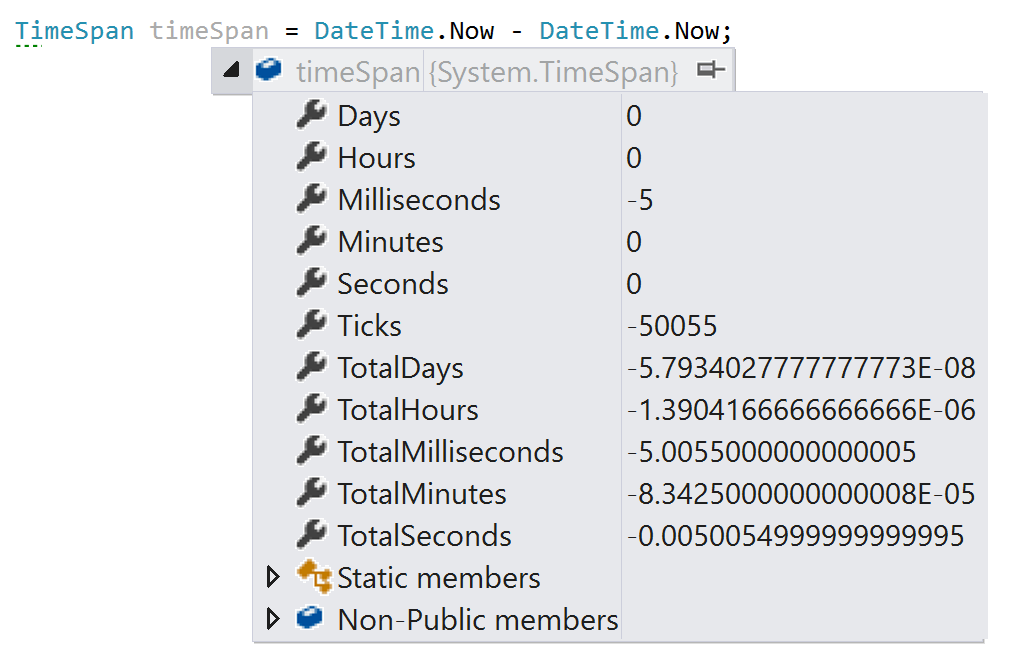 TimeSpan timeSpan = DateTime.Now - DateTime.Now;
timeSpan {System.TimeSpan}
Days 0
Hours 0
Milliseconds -5
Minutes 0
Seconds 0
Ticks -50055
TotalDays -5.7934027777777773E-08
TotalHours -1.3904166666666666E-06
TotalMilliseconds -5.0055000000000005
TotalMinutes -8.3425000000000008E-05
TotalSeconds -0.0050054999999999995
Static members
Non-Public members